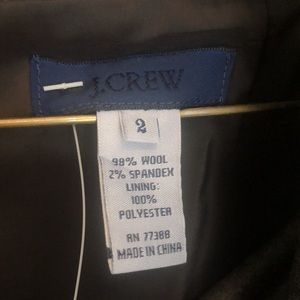 J.CREW
2
98% WOOL
2% SPANDEX
LINING:
100%
POLYESTER
RN 77388
MADE IN CHINA